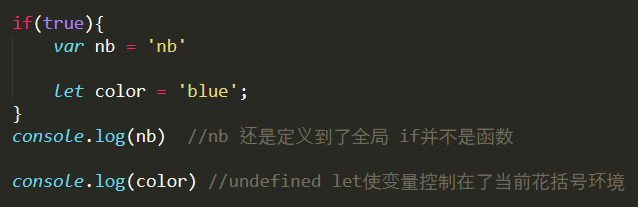 if(true){
    var nb = 'nb'
    let color = 'blue';
}
console.log(nb)  //nb 还是定义到了全局 if并不是函数
console.log(color) //undefined let使变量控制在了当前花括号环境